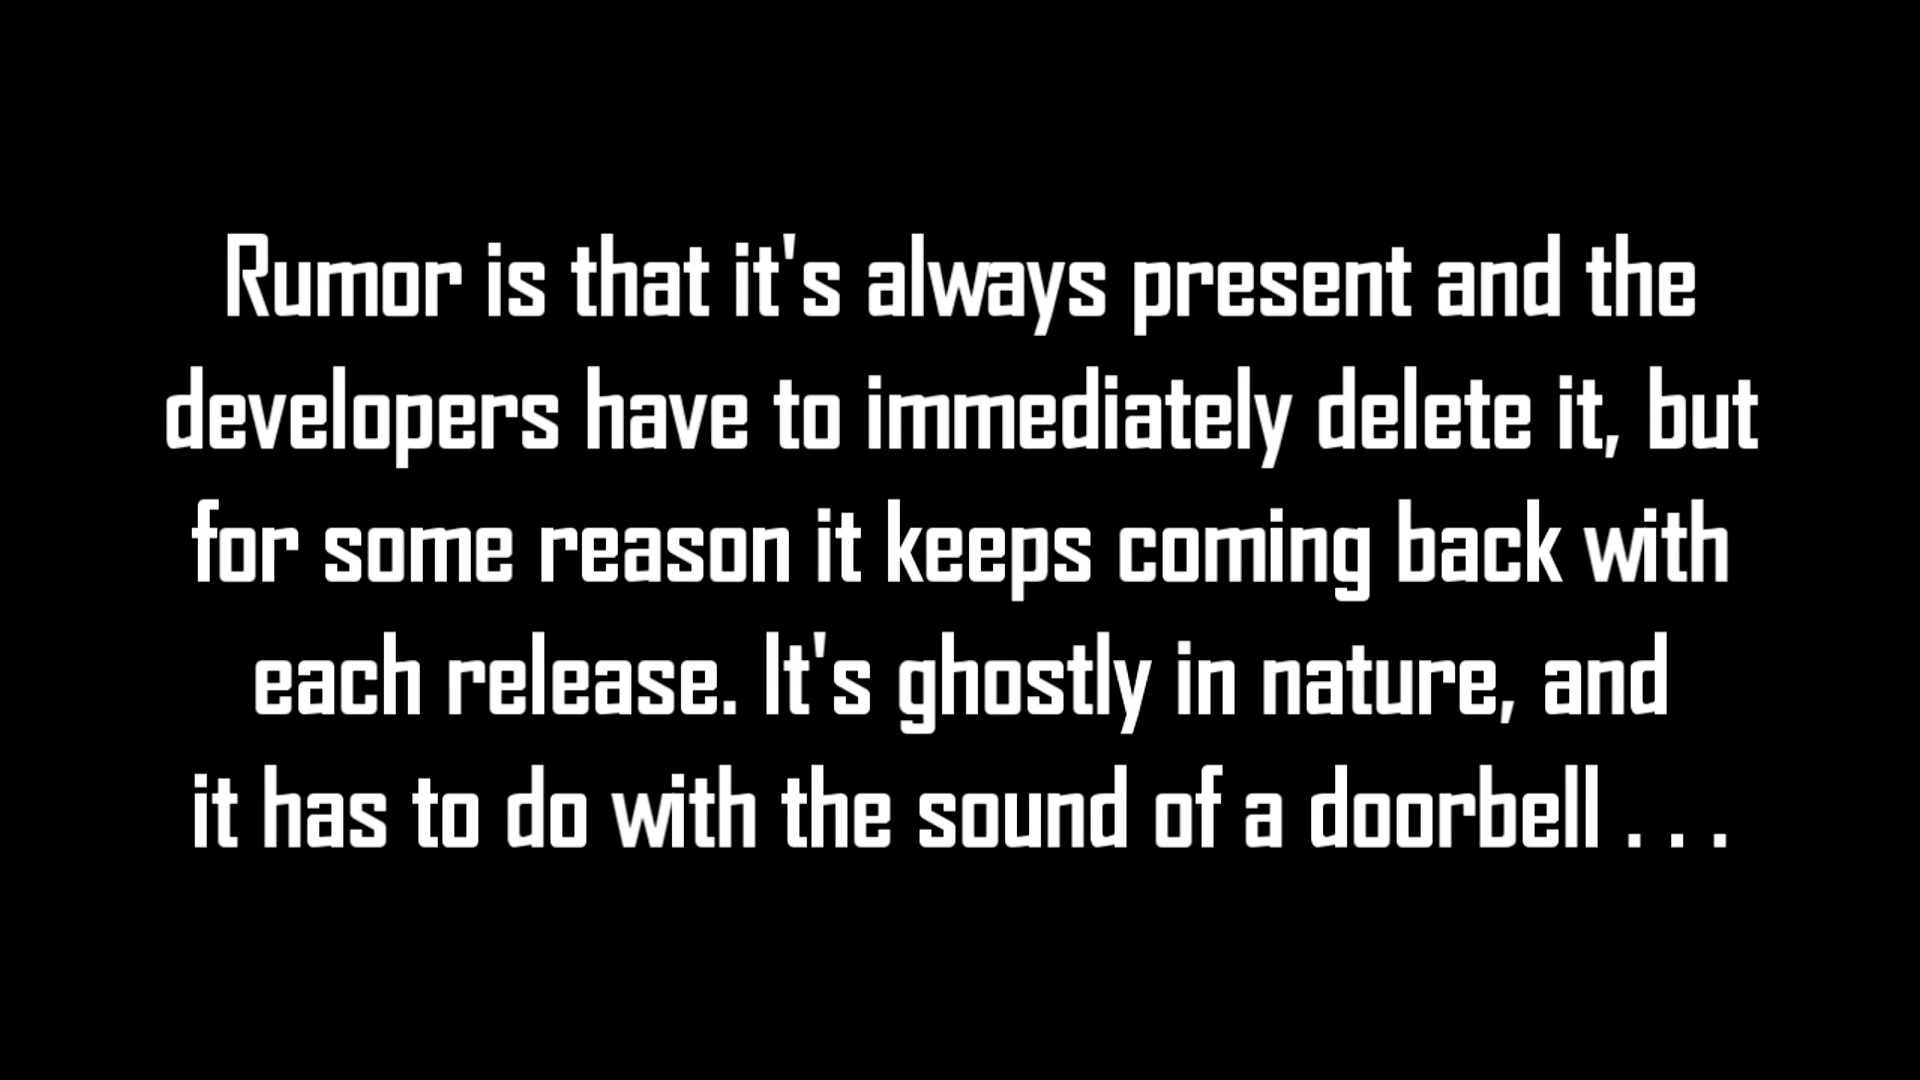 Rumor is that it's always present and the
developers have to immediately delete it, but
for some reason it keeps coming back with
each release. It's ghostly in nature, and
it has to do with the sound of a doorbell . . .